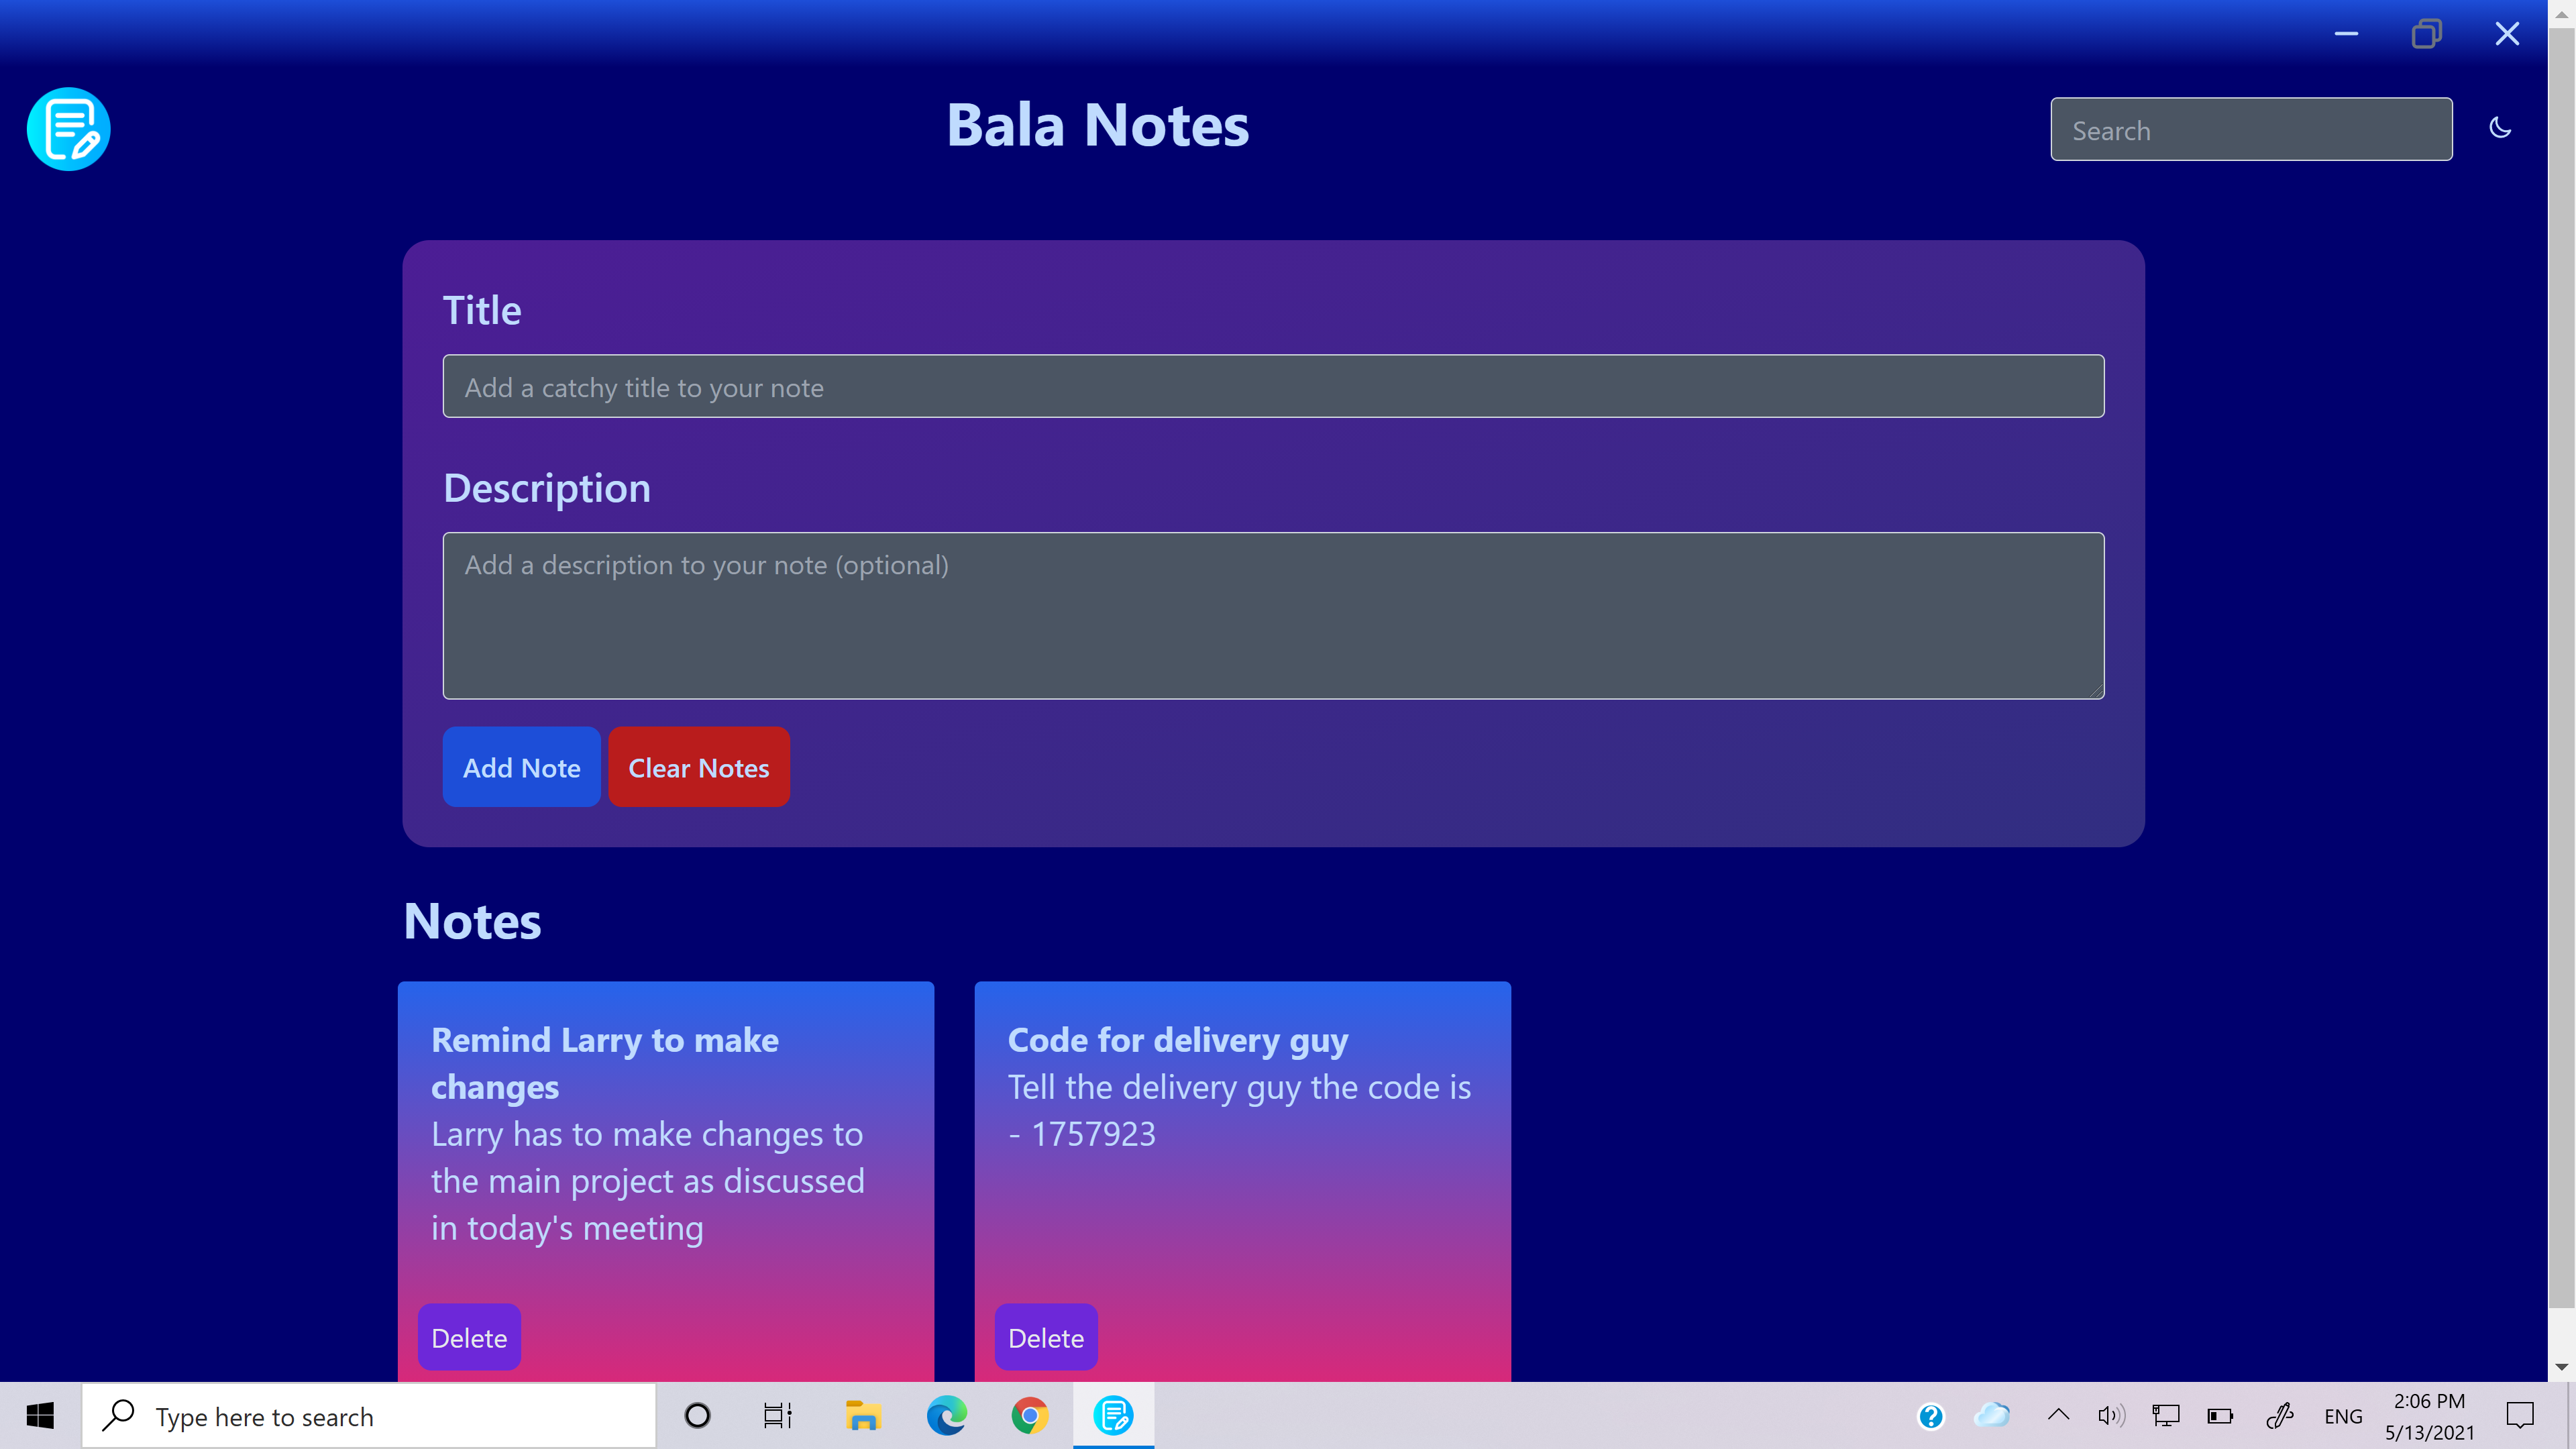 Bala Notes
Search
Title
Add a catchy title to your note
Description
Add a description to your note (optional)
Add Note
Clear Notes
Notes
Remind Larry to make
changes
Larry has to make changes to
the main project as discussed
in today's meeting
Delete
Code for delivery guy
Tell the delivery guy the code is
- 1757923
Delete
Type here to search
ENG
2:06 PM
5/13/2021